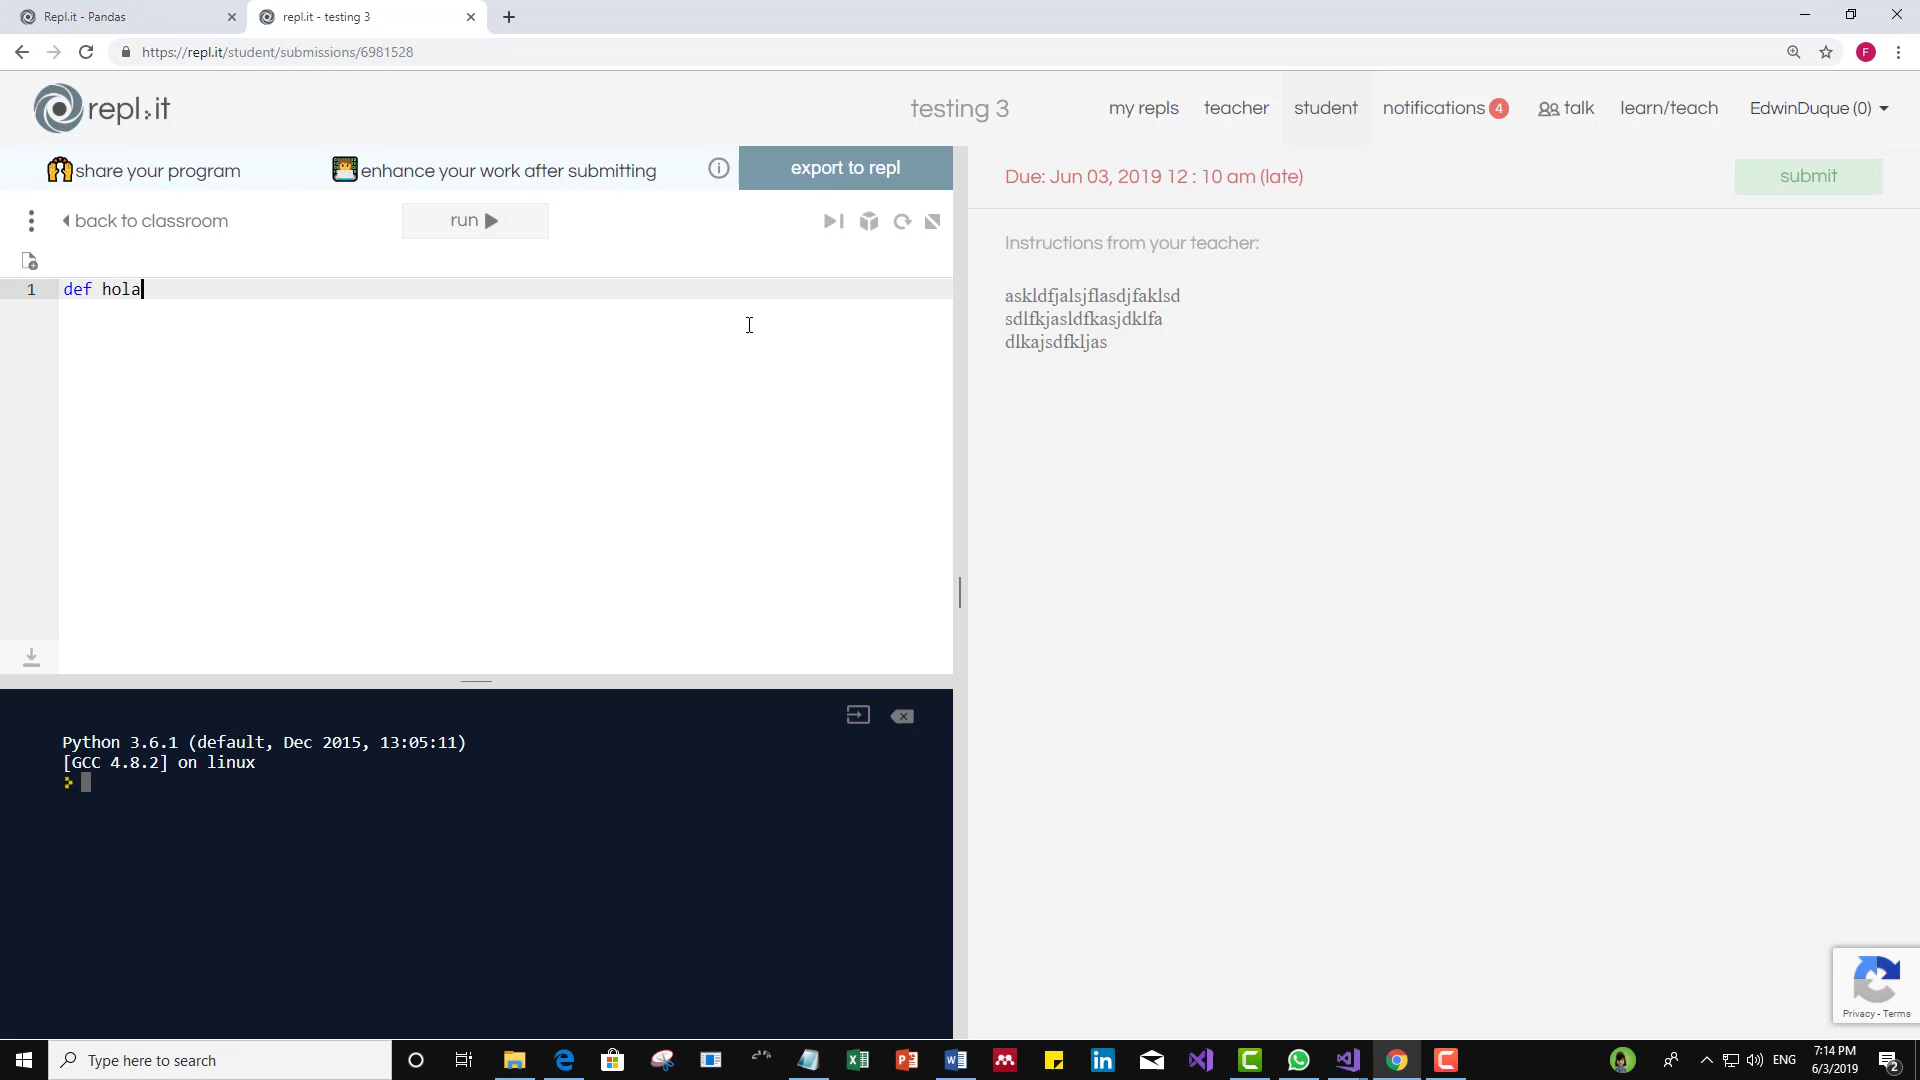 Repl.it - Pandas
repl.it - testing 3
https://repl.it/student/submissions/6981528
F
repl.it
testing 3
my repls
teacher
student
notifications 4
talk
learn/teach
EdwinDuque (0)
share your program
enhance your work after submitting
export to repl
Due: Jun 03, 2019 12 : 10 am (late)
submit
back to classroom
run
Instructions from your teacher:
1 def hola
askldfjalsjflasdjfaklsd
sdlfkjasldfkasjdklfa
dlkajsdfkljas
Python 3.6.1 (default, Dec 2015, 13:05:11)
[GCC 4.8.2] on linux
Privacy - Terms
Type here to search
ENG
7:14 PM
6/3/2019
2